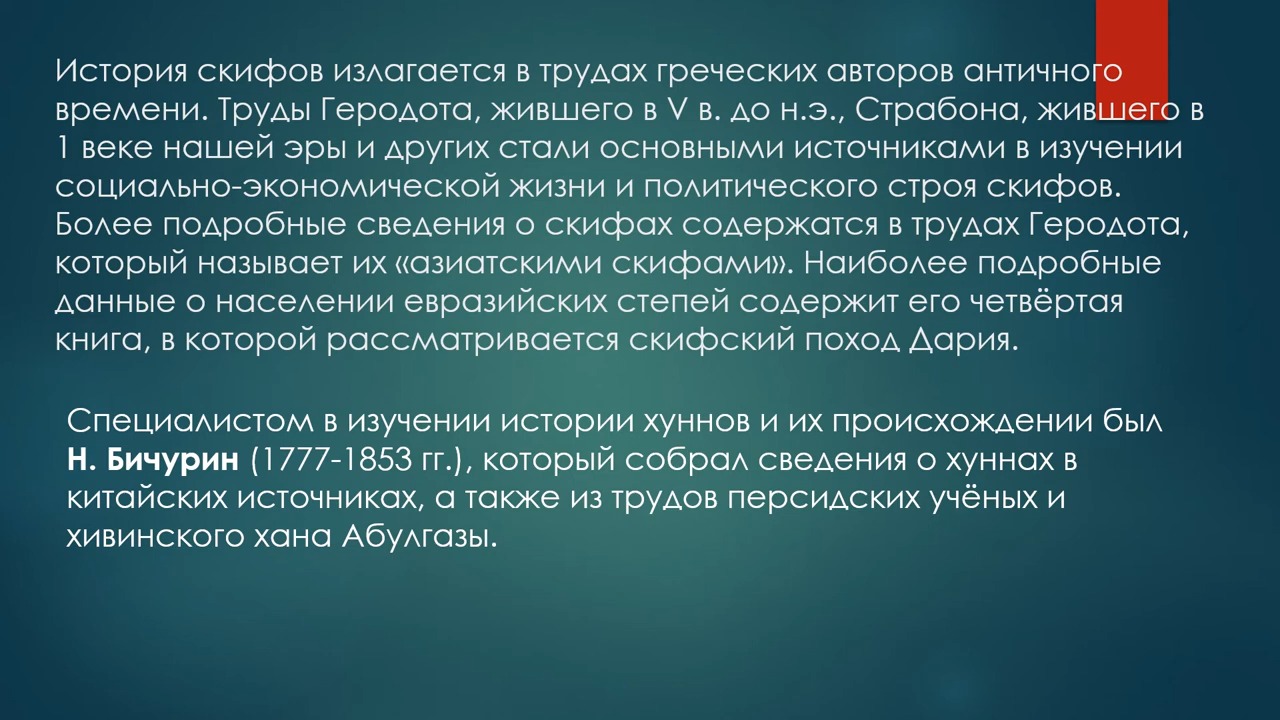 История скифов излагается в трудах греческих авторов античного
времени. Труды Геродота, жившего в V в. до н.э., Страбона, жившего в
1 веке нашей эры и других стали основными источниками в изучении
социально-экономической жизни и политического строя скифов.
Более подробные сведения о скифах содержатся в трудах Геродота,
который называет их «азиатскими скифами». Наиболее подробные
данные о населении евразийских степей содержит его четвёртая
книга, в которой рассматривается скифский поход Дария.
Специалистом в изучении истории хуннов и их происхождении был
Н. Бичурин (1777-1853 гг.), который собрал сведения о хуннах в
китайских источниках, а также из трудов персидских учёных и
хивинского хана Абулгазы.